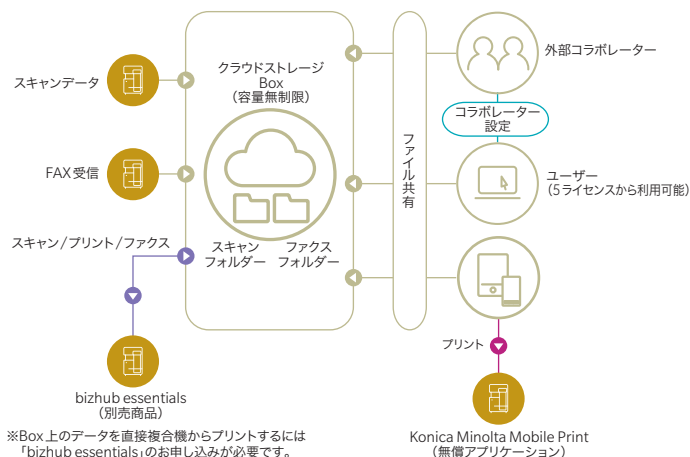 スキャンデータ
FAX受信
スキャン/プリント/ファクス
bizhub essentials
(別売商品)
※Box上のデータを直接複合機からプリントするには
「bizhub essentials」のお申し込みが必要です。
クラウドストレージ
Box
(容量無制限)
スキャン
フォルダー
ファクス
フォルダー
ファイル共有
外部コラボレーター
コラボレーター
設定
ユーザー
(5ライセンスから利用可能)
プリント
Konica Minolta Mobile Print
(無償アプリケーション)